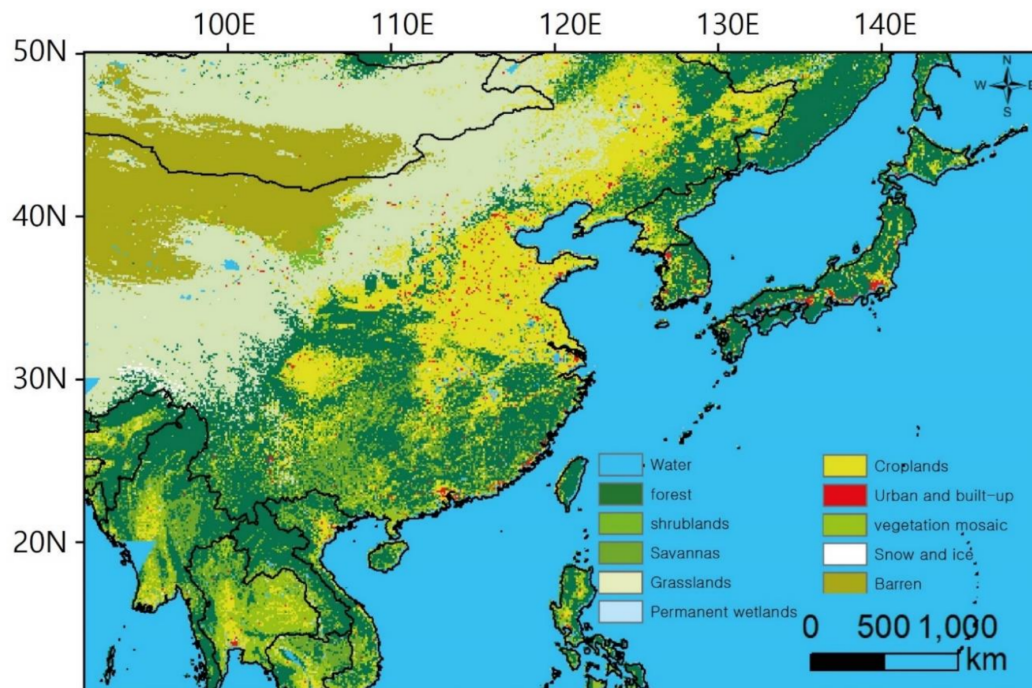 100E 110E 120E 130E 140E
50N
N
W E
S
40N
30N
20N
Water
forest
shrublands
Savannas
Grasslands
Permanent wetlands
Croplands
Urban and built-up
vegetation mosaic
Snow and ice
Barren
0 500 1,000
km